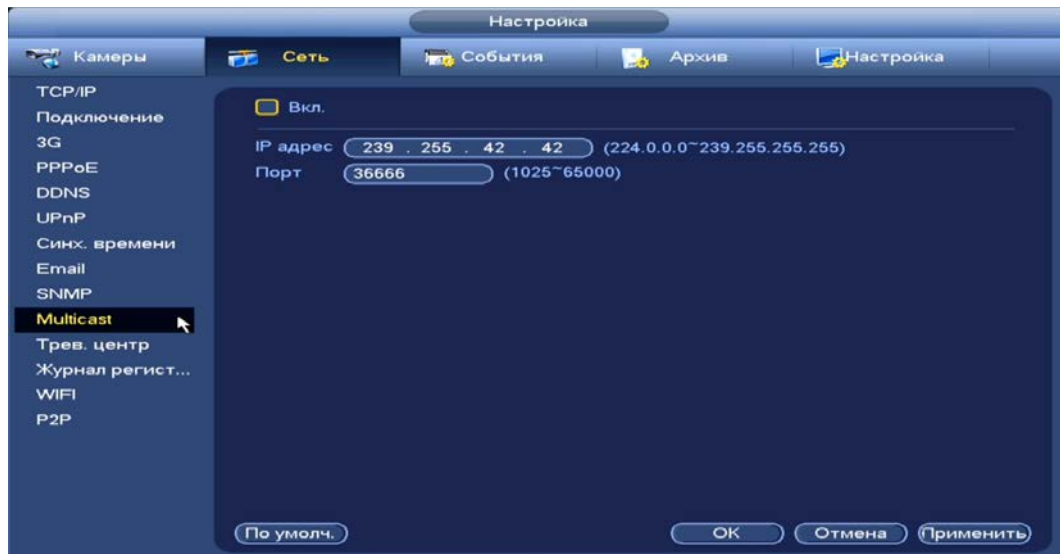 Настройка
Камеры Сеть События Архив Настройка
TCP/IP
Подключение
3G
PPPoE
DDNS
UPnP
Синх. времени
Email
SNMP
Multicast
Трев. центр
Журнал регист...
WIFI
P2P
Вкл.
IP адрес 239 . 255 . 42 . 42 (224.0.0.0~239.255.255.255)
Порт 36666 (1025~65000)
По умолч. OK Отмена Применить